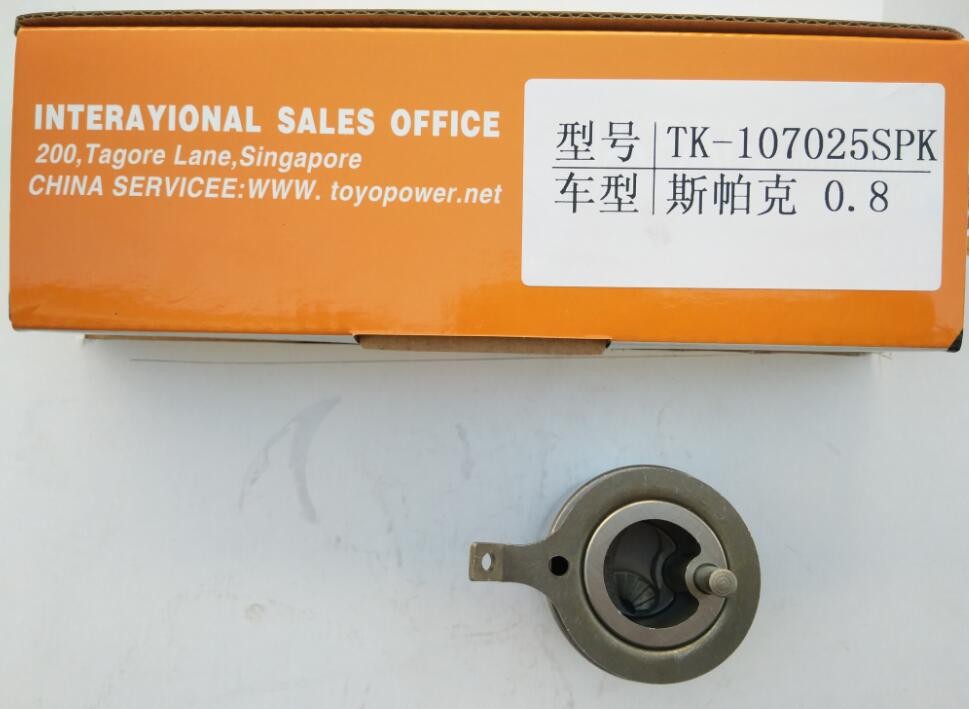 INTERAYIONAL SALES OFFICE
200,Tagore Lane,Singapore
CHINA SERVICEE:WWW. toyopower.net
型号 TK-107025SPK
车型 斯帕克 0.8